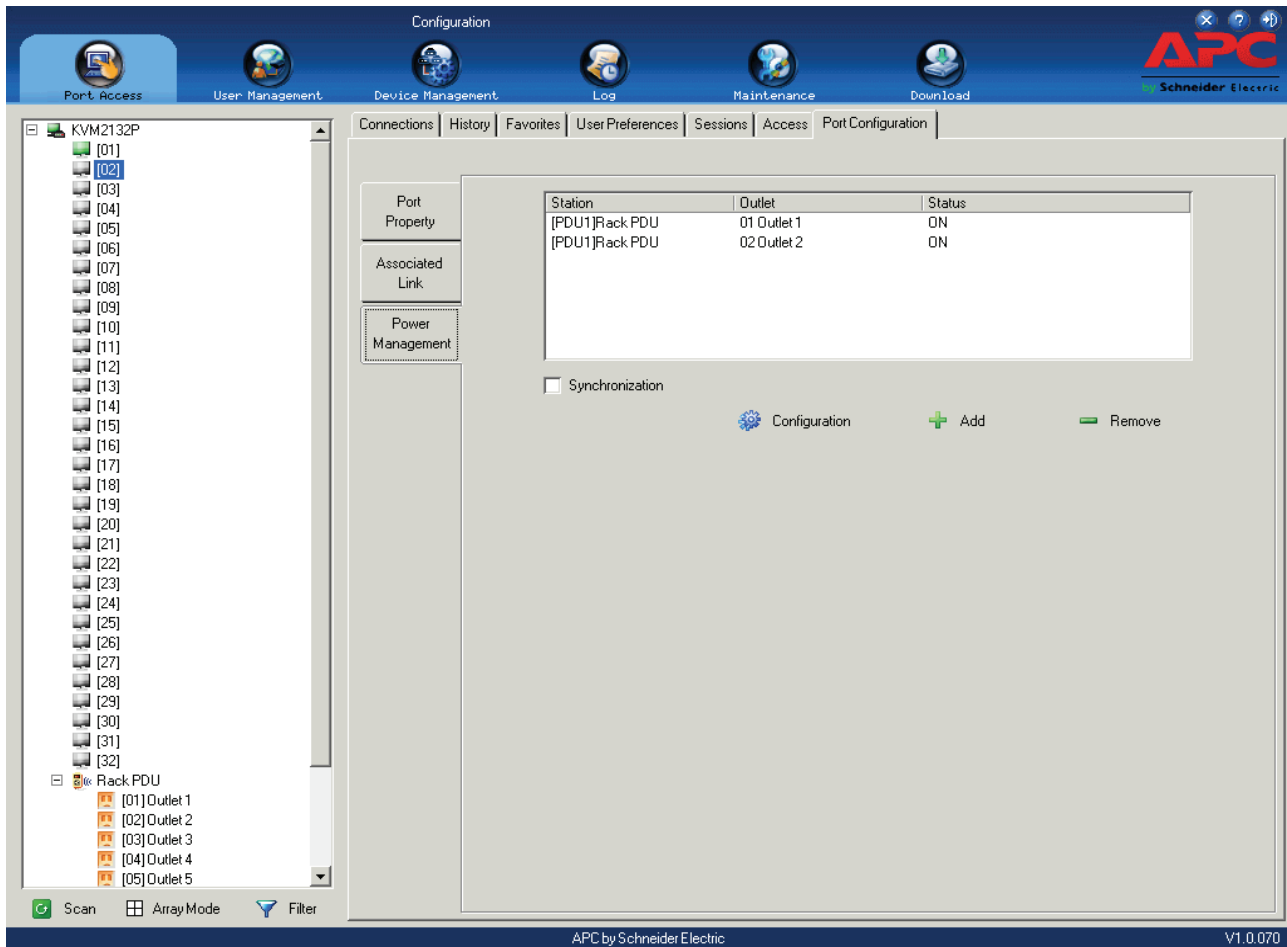 Configuration
Port Access
User Management
Device Management
Log
Maintenance
Download
APC
by Schneider Electric
KVM2132P
[01]
[02]
[03]
[04]
[05]
[06]
[07]
[08]
[09]
[10]
[11]
[12]
[13]
[14]
[15]
[16]
[17]
[18]
[19]
[20]
[21]
[22]
[23]
[24]
[25]
[26]
[27]
[28]
[29]
[30]
[31]
[32]
Rack PDU
[01] Outlet 1
[02] Outlet 2
[03] Outlet 3
[04] Outlet 4
[05] Outlet 5
Scan Array Mode Filter
Connections History Favorites User Preferences Sessions Access Port Configuration
Port
Property
Associated
Link
Power
Management
Station Outlet Status
[PDU1]Rack PDU 01 Outlet 1 ON
[PDU1]Rack PDU 02 Outlet 2 ON
Synchronization
Configuration Add Remove
APC by Schneider Electric
V1.0.070